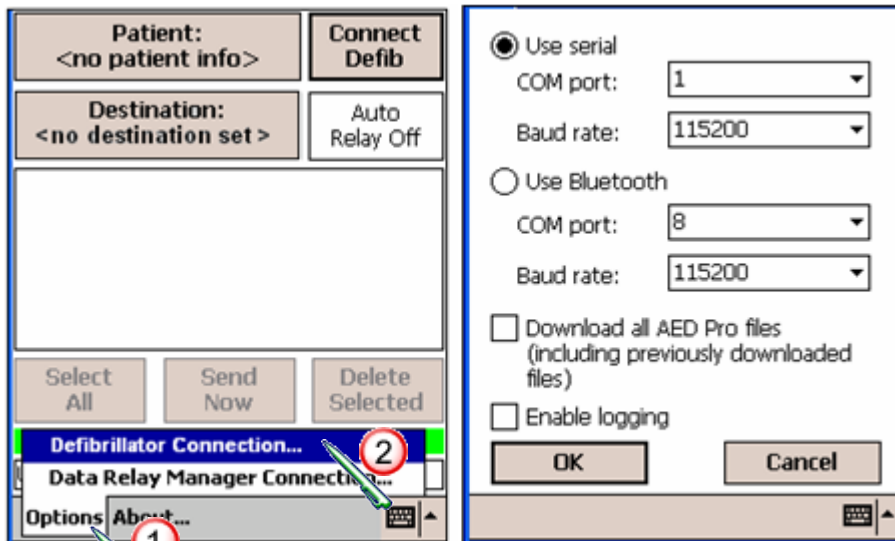 Patient:
<no patient info>
Connect
Defib
Destination:
<no destination set>
Auto
Relay Off
Select
All
Send
Now
Delete
Selected
Defibrillator Connection...
2
Data Relay Manager Connection...
Options About...
1
Use serial
COM port: 1
Baud rate: 115200
Use Bluetooth
COM port: 8
Baud rate: 115200
Download all AED Pro files
(including previously downloaded
files)
Enable logging
OK Cancel